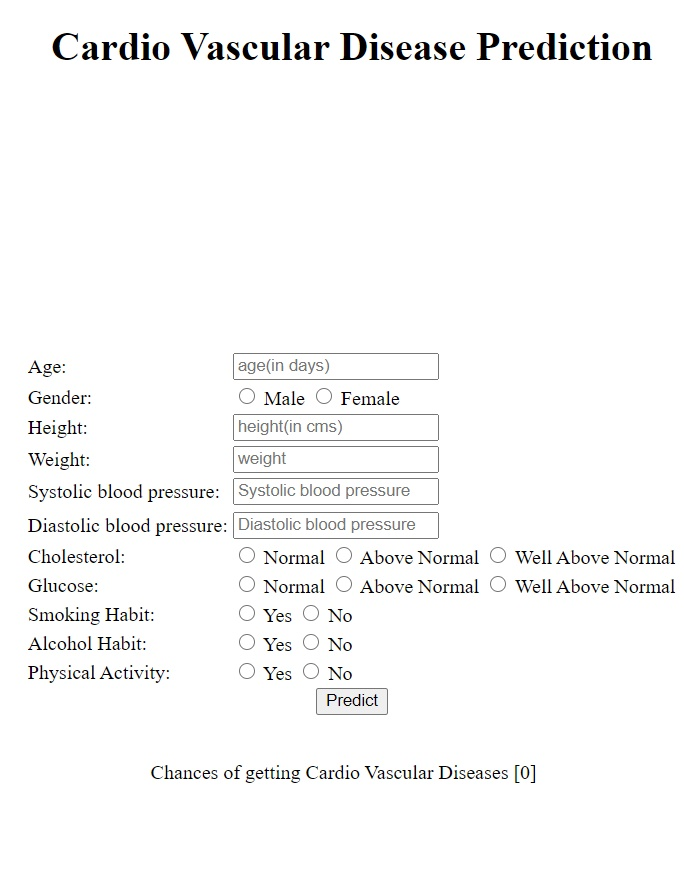 Cardio Vascular Disease Prediction
Age: age(in days)
Gender: Male Female
Height: height(in cms)
Weight: weight
Systolic blood pressure: Systolic blood pressure
Diastolic blood pressure: Diastolic blood pressure
Cholesterol: Normal Above Normal Well Above Normal
Glucose: Normal Above Normal Well Above Normal
Smoking Habit: Yes No
Alcohol Habit: Yes No
Physical Activity: Yes No
Predict
Chances of getting Cardio Vascular Diseases [0]